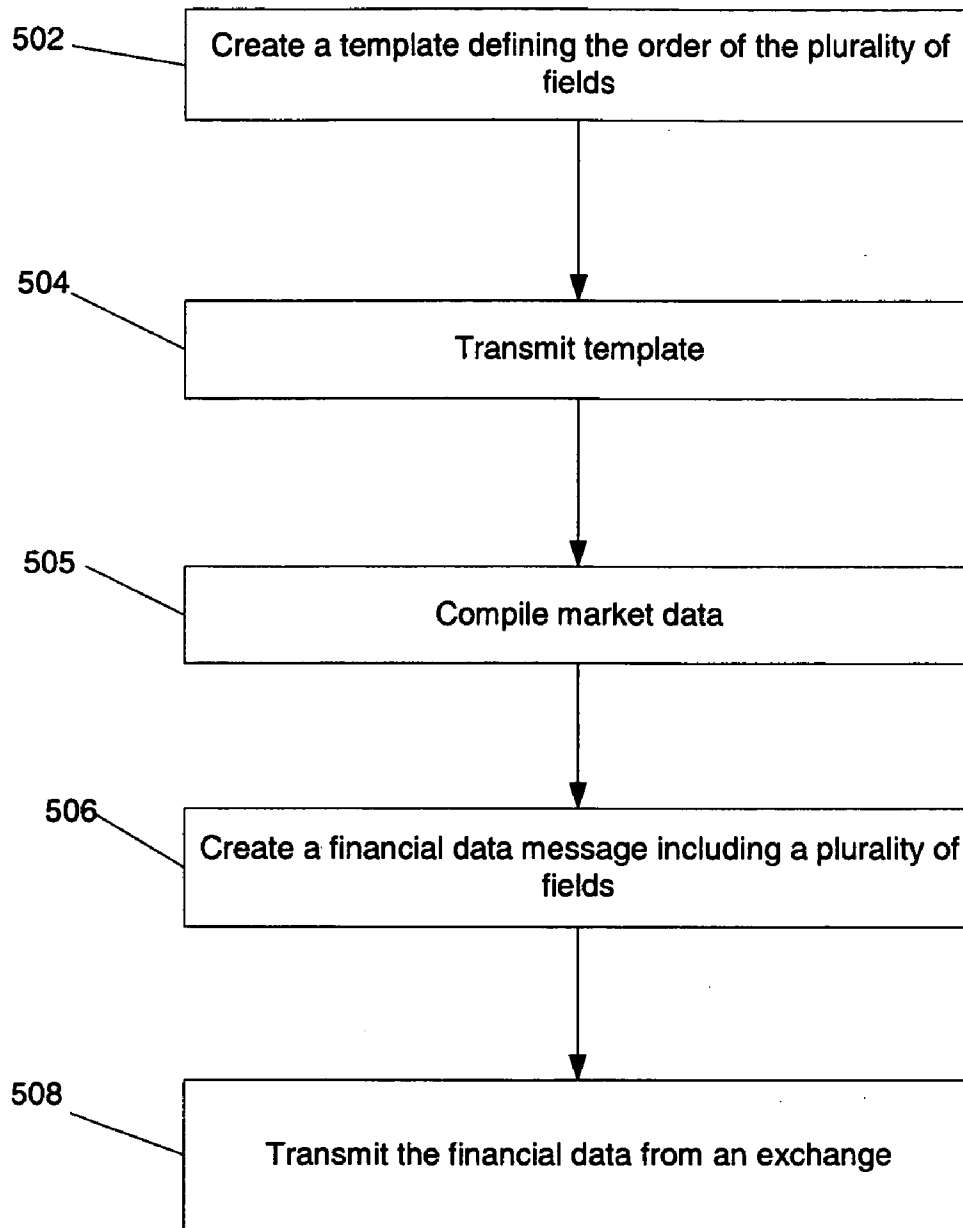 502
Create a template defining the order of the plurality of
fields
504
Transmit template
505
Compile market data
506
Create a financial data message including a plurality of
fields
508
Transmit the financial data from an exchange